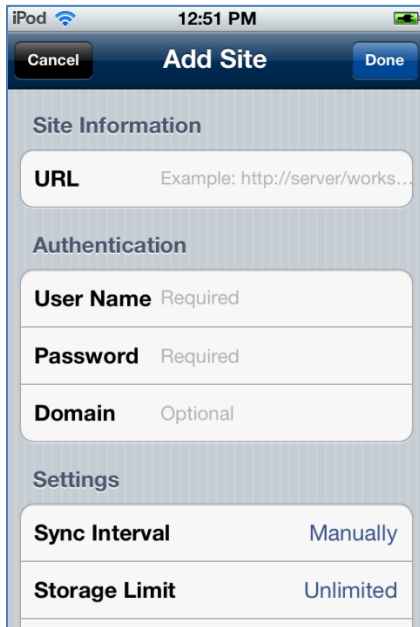 iPod 12:51 PM
Cancel Add Site Done
Site Information
URL Example: http://server/works...
Authentication
User Name Required
Password Required
Domain Optional
Settings
Sync Interval Manually
Storage Limit Unlimited